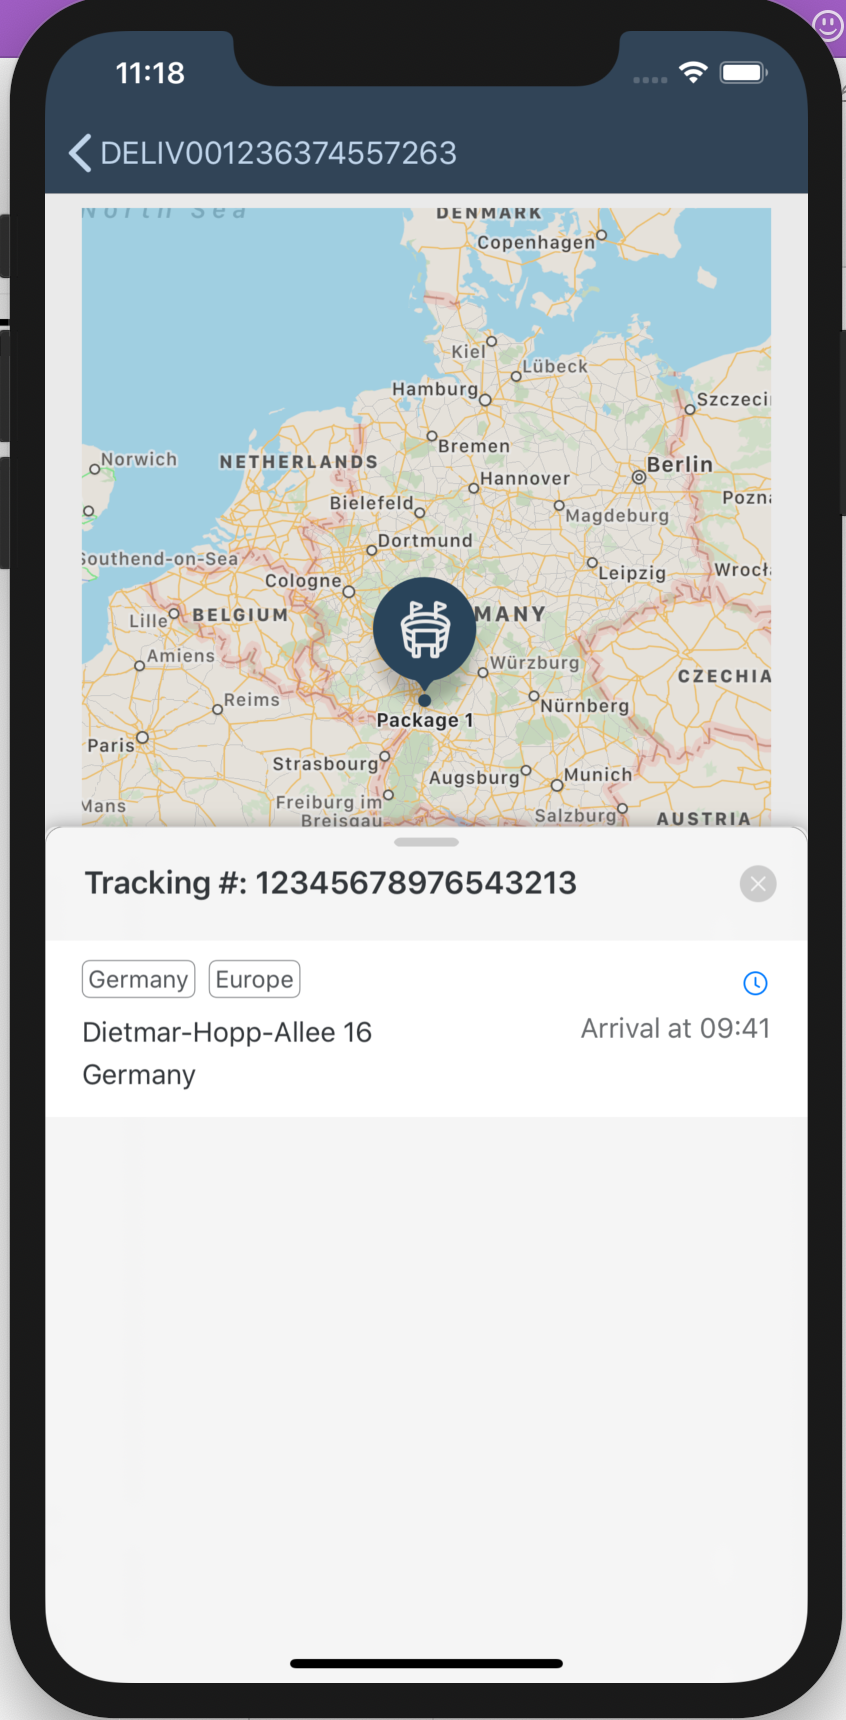 11:18
DELIV001236374557263
North Sea
DENMARK
Copenhagen
Kiel
Lübeck
Hamburg
Szczeci
Bremen
Norwich
NETHERLANDS
Berlin
Hannover
Bielefeld
Magdeburg
Pozn
Dortmund
Southend-on-Sea
Cologne
Leipzig
Wrocł
Lille
BELGIUM
MANY
Amiens
Würzburg
CZECHIA
Reims
Nürnberg
Package 1
Paris
Strasbourg
Augsburg
Munich
Mans
Freiburg im
Breisgau
Salzburg
AUSTRIA
Tracking #: 12345678976543213
Germany Europe
Dietmar-Hopp-Allee 16
Arrival at 09:41
Germany